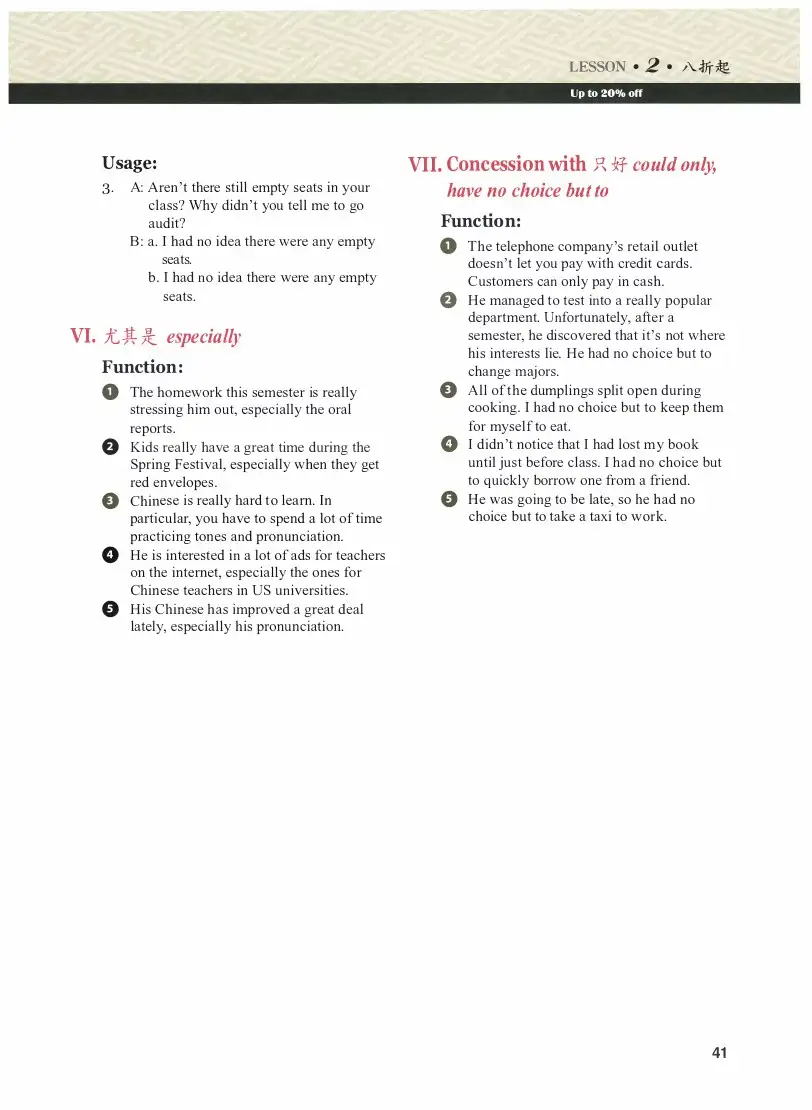 LESSON • 2 • 八折起
Up to 20% off
Usage:
3. A: Aren’t there still empty seats in your
class? Why didn’t you tell me to go
audit?
B: a. I had no idea there were any empty
seats.
b. I had no idea there were any empty
seats.
VI. 尤其是 especially
Function:
1 The homework this semester is really
stressing him out, especially the oral
reports.
2 Kids really have a great time during the
Spring Festival, especially when they get
red envelopes.
3 Chinese is really hard to learn. In
particular, you have to spend a lot of time
practicing tones and pronunciation.
4 He is interested in a lot of ads for teachers
on the internet, especially the ones for
Chinese teachers in US universities.
5 His Chinese has improved a great deal
lately, especially his pronunciation.
VII. Concession with 只好 could only,
have no choice but to
Function:
1 The telephone company’s retail outlet
doesn’t let you pay with credit cards.
Customers can only pay in cash.
2 He managed to test into a really popular
department. Unfortunately, after a
semester, he discovered that it’s not where
his interests lie. He had no choice but to
change majors.
3 All of the dumplings split open during
cooking. I had no choice but to keep them
for myself to eat.
4 I didn’t notice that I had lost my book
until just before class. I had no choice but
to quickly borrow one from a friend.
5 He was going to be late, so he had no
choice but to take a taxi to work.
41